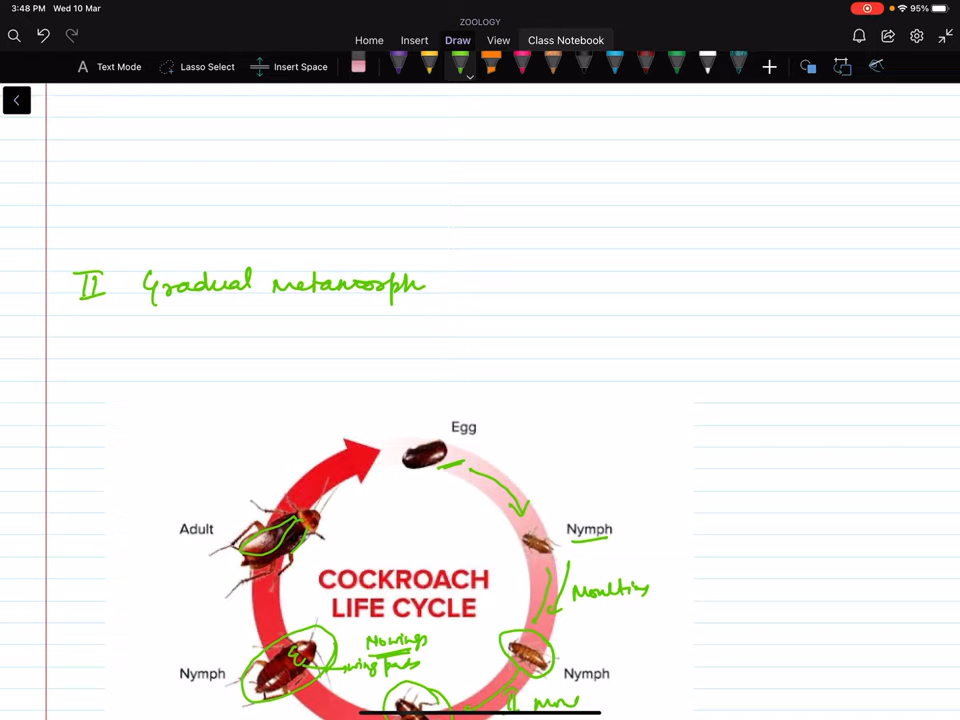 3:48 PM Wed 10 Mar
95%
ZOOLOGY
Home Insert Draw View Class Notebook
Text Mode Lasso Select Insert Space
II Gradual metamorph
Egg
Nymph
Adult
COCKROACH
LIFE CYCLE
Moulting
No wings
wing pads
Nymph
Nymph